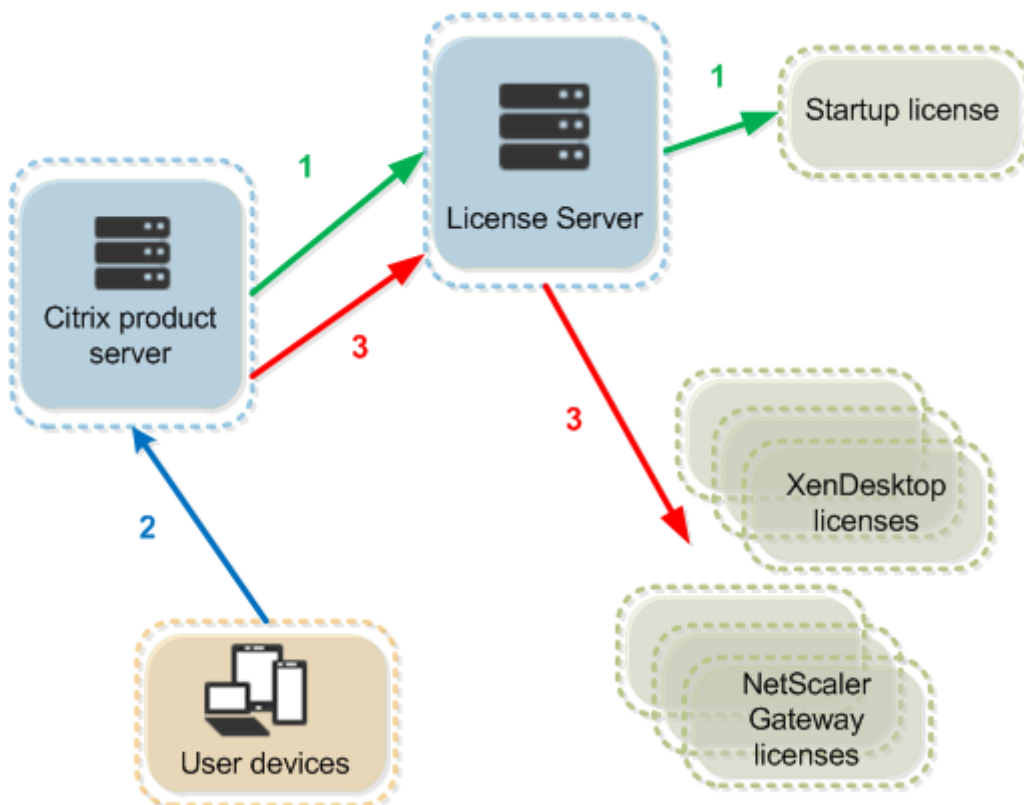 1
Startup license
1
License Server
Citrix product
server
3
3
XenDesktop
licenses
2
NetScaler
Gateway
licenses
User devices